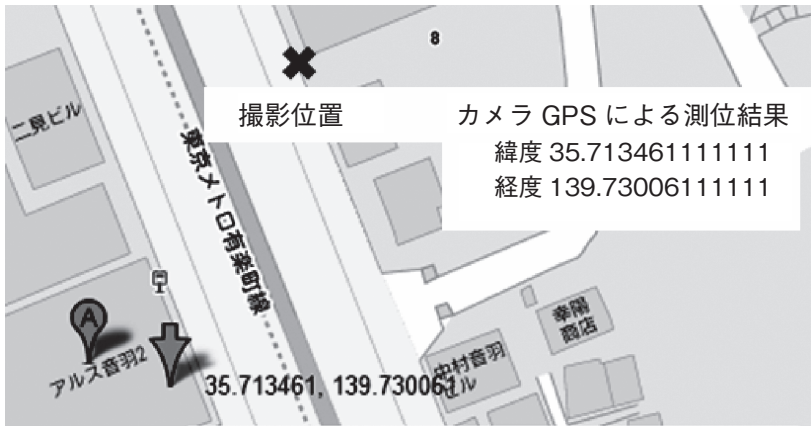 8
二見ビル
撮影位置
カメラ GPS による測位結果
緯度 35.713461111111
経度 139.73006111111
東京メトロ有楽町線
A
幸陽
商店
中村音羽
ビル
アルス音羽2
35.713461, 139.730061